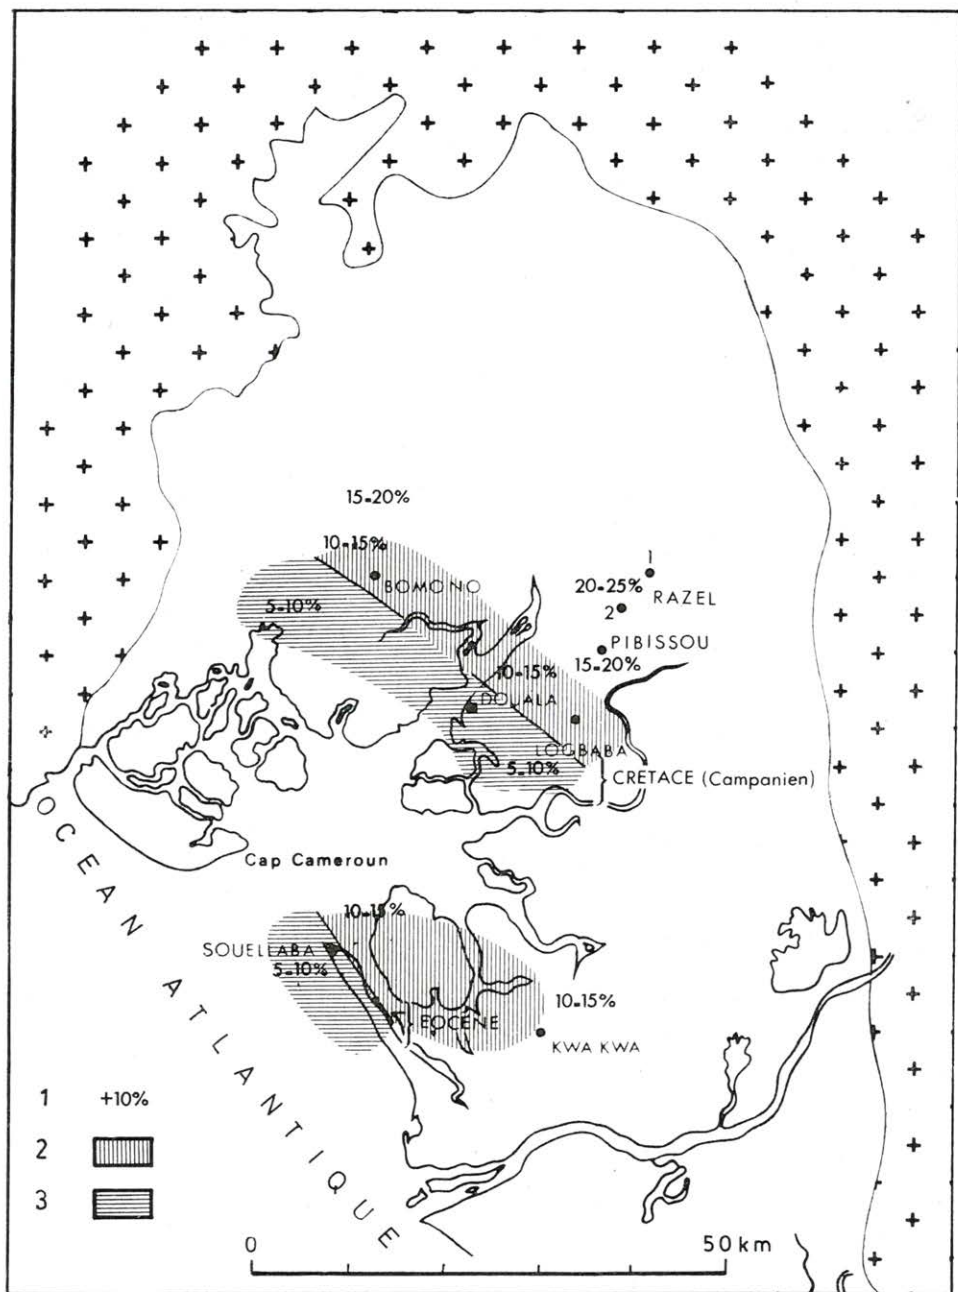 15-20%
10-15%
BOMONO
5-10%
1
20-25%
RAZEL
2
PIBISSOU
15-20%
10-15%
DOUALA
LOGBABA
5-10%
CRETACE (Campanien)
OCEAN ATLANTIQUE
Cap Cameroun
10-15%
SOUELLABA
5-10%
10-15%
EOCENE
KWA KWA
1 +10%
2
3
0 50 km